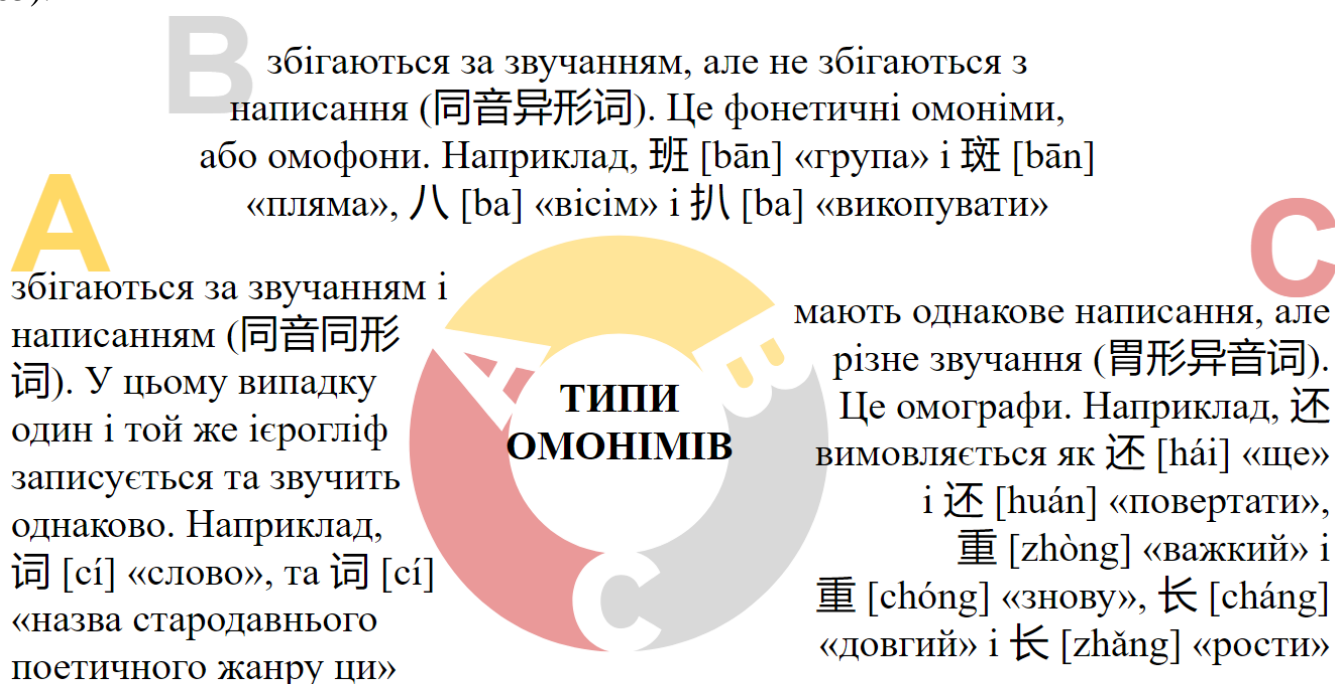 В
збігаються за звучанням, але не збігаються з
написання (同音异形词). Це фонетичні омоніми,
або омофони. Наприклад, 班 [bān] «група» і 斑 [bān]
«пляма», 八 [ba] «вісім» і 扒 [ba] «викопувати»
А
збігаються за звучанням і
написанням (同音同形
词). У цьому випадку
один і той же ієрогліф
записується та звучить
однаково. Наприклад,
词 [cí] «слово», та 词 [cí]
«назва стародавнього
поетичного жанру ци»
A
B
C
ТИПИ
ОМОНІМІВ
C
мають однакове написання, але
різне звучання (胃形异音词).
Це омографи. Наприклад, 还
вимовляється як 还 [hái] «ще»
і 还 [huán] «повертати»,
重 [zhòng] «важкий» і
重 [chóng] «знову», 长 [cháng]
«довгий» і 长 [zhǎng] «рости»